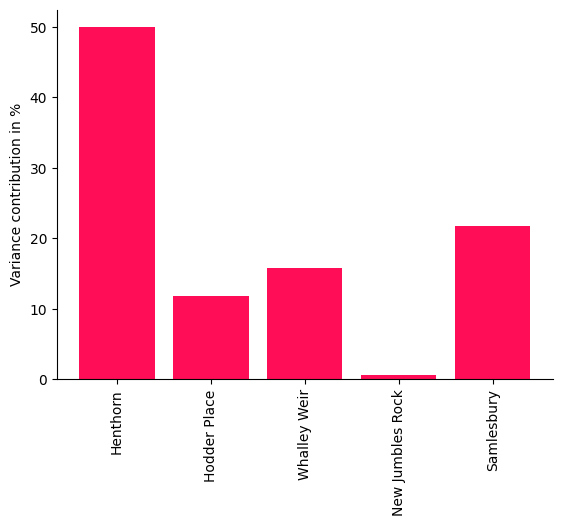 Variance contribution in %
50
40
30
20
10
0
Henthorn
Hodder Place
Whalley Weir
New Jumbles Rock
Samlesbury